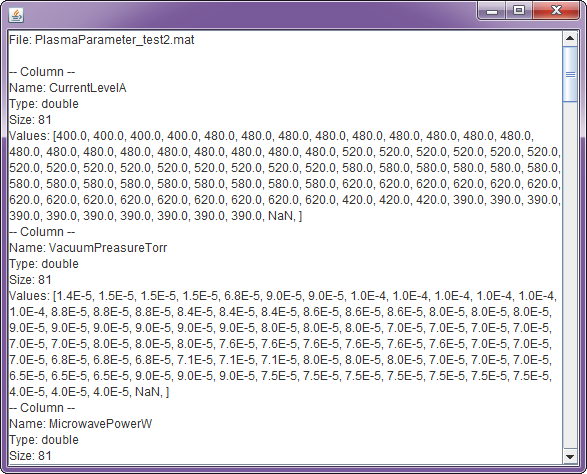 File: PlasmaParameter_test2.mat
-- Column --
Name: CurrentLevelA
Type: double
Size: 81
Values: [400.0, 400.0, 400.0, 400.0, 480.0, 480.0, 480.0, 480.0, 480.0, 480.0, 480.0, 480.0, 480.0,
480.0, 480.0, 480.0, 480.0, 480.0, 480.0, 480.0, 480.0, 480.0, 520.0, 520.0, 520.0, 520.0, 520.0, 520.0,
520.0, 520.0, 520.0, 520.0, 520.0, 520.0, 520.0, 520.0, 520.0, 580.0, 580.0, 580.0, 580.0, 580.0, 580.0,
580.0, 580.0, 580.0, 580.0, 580.0, 580.0, 580.0, 580.0, 580.0, 620.0, 620.0, 620.0, 620.0, 620.0, 620.0,
620.0, 620.0, 620.0, 620.0, 620.0, 620.0, 620.0, 620.0, 620.0, 420.0, 420.0, 420.0, 390.0, 390.0, 390.0,
390.0, 390.0, 390.0, 390.0, 390.0, 390.0, 390.0, NaN, ]
-- Column --
Name: VacuumPreasureTorr
Type: double
Size: 81
Values: [1.4E-5, 1.5E-5, 1.5E-5, 1.5E-5, 6.8E-5, 9.0E-5, 9.0E-5, 1.0E-4, 1.0E-4, 1.0E-4, 1.0E-4, 1.0E-4,
1.0E-4, 8.8E-5, 8.8E-5, 8.8E-5, 8.4E-5, 8.4E-5, 8.4E-5, 8.6E-5, 8.6E-5, 8.6E-5, 8.0E-5, 8.0E-5, 8.0E-5,
9.0E-5, 9.0E-5, 9.0E-5, 9.0E-5, 9.0E-5, 9.0E-5, 8.0E-5, 8.0E-5, 8.0E-5, 7.0E-5, 7.0E-5, 7.0E-5, 7.0E-5,
7.0E-5, 7.0E-5, 8.0E-5, 8.0E-5, 8.0E-5, 7.6E-5, 7.6E-5, 7.6E-5, 7.6E-5, 7.6E-5, 7.6E-5, 7.0E-5, 7.0E-5,
7.0E-5, 6.8E-5, 6.8E-5, 6.8E-5, 7.1E-5, 7.1E-5, 7.1E-5, 8.0E-5, 8.0E-5, 8.0E-5, 7.0E-5, 7.0E-5, 7.0E-5,
6.5E-5, 6.5E-5, 6.5E-5, 9.0E-5, 9.0E-5, 9.0E-5, 7.5E-5, 7.5E-5, 7.5E-5, 7.5E-5, 7.5E-5, 7.5E-5, 7.5E-5,
4.0E-5, 4.0E-5, 4.0E-5, NaN, ]
-- Column --
Name: MicrowavePowerW
Type: double
Size: 81